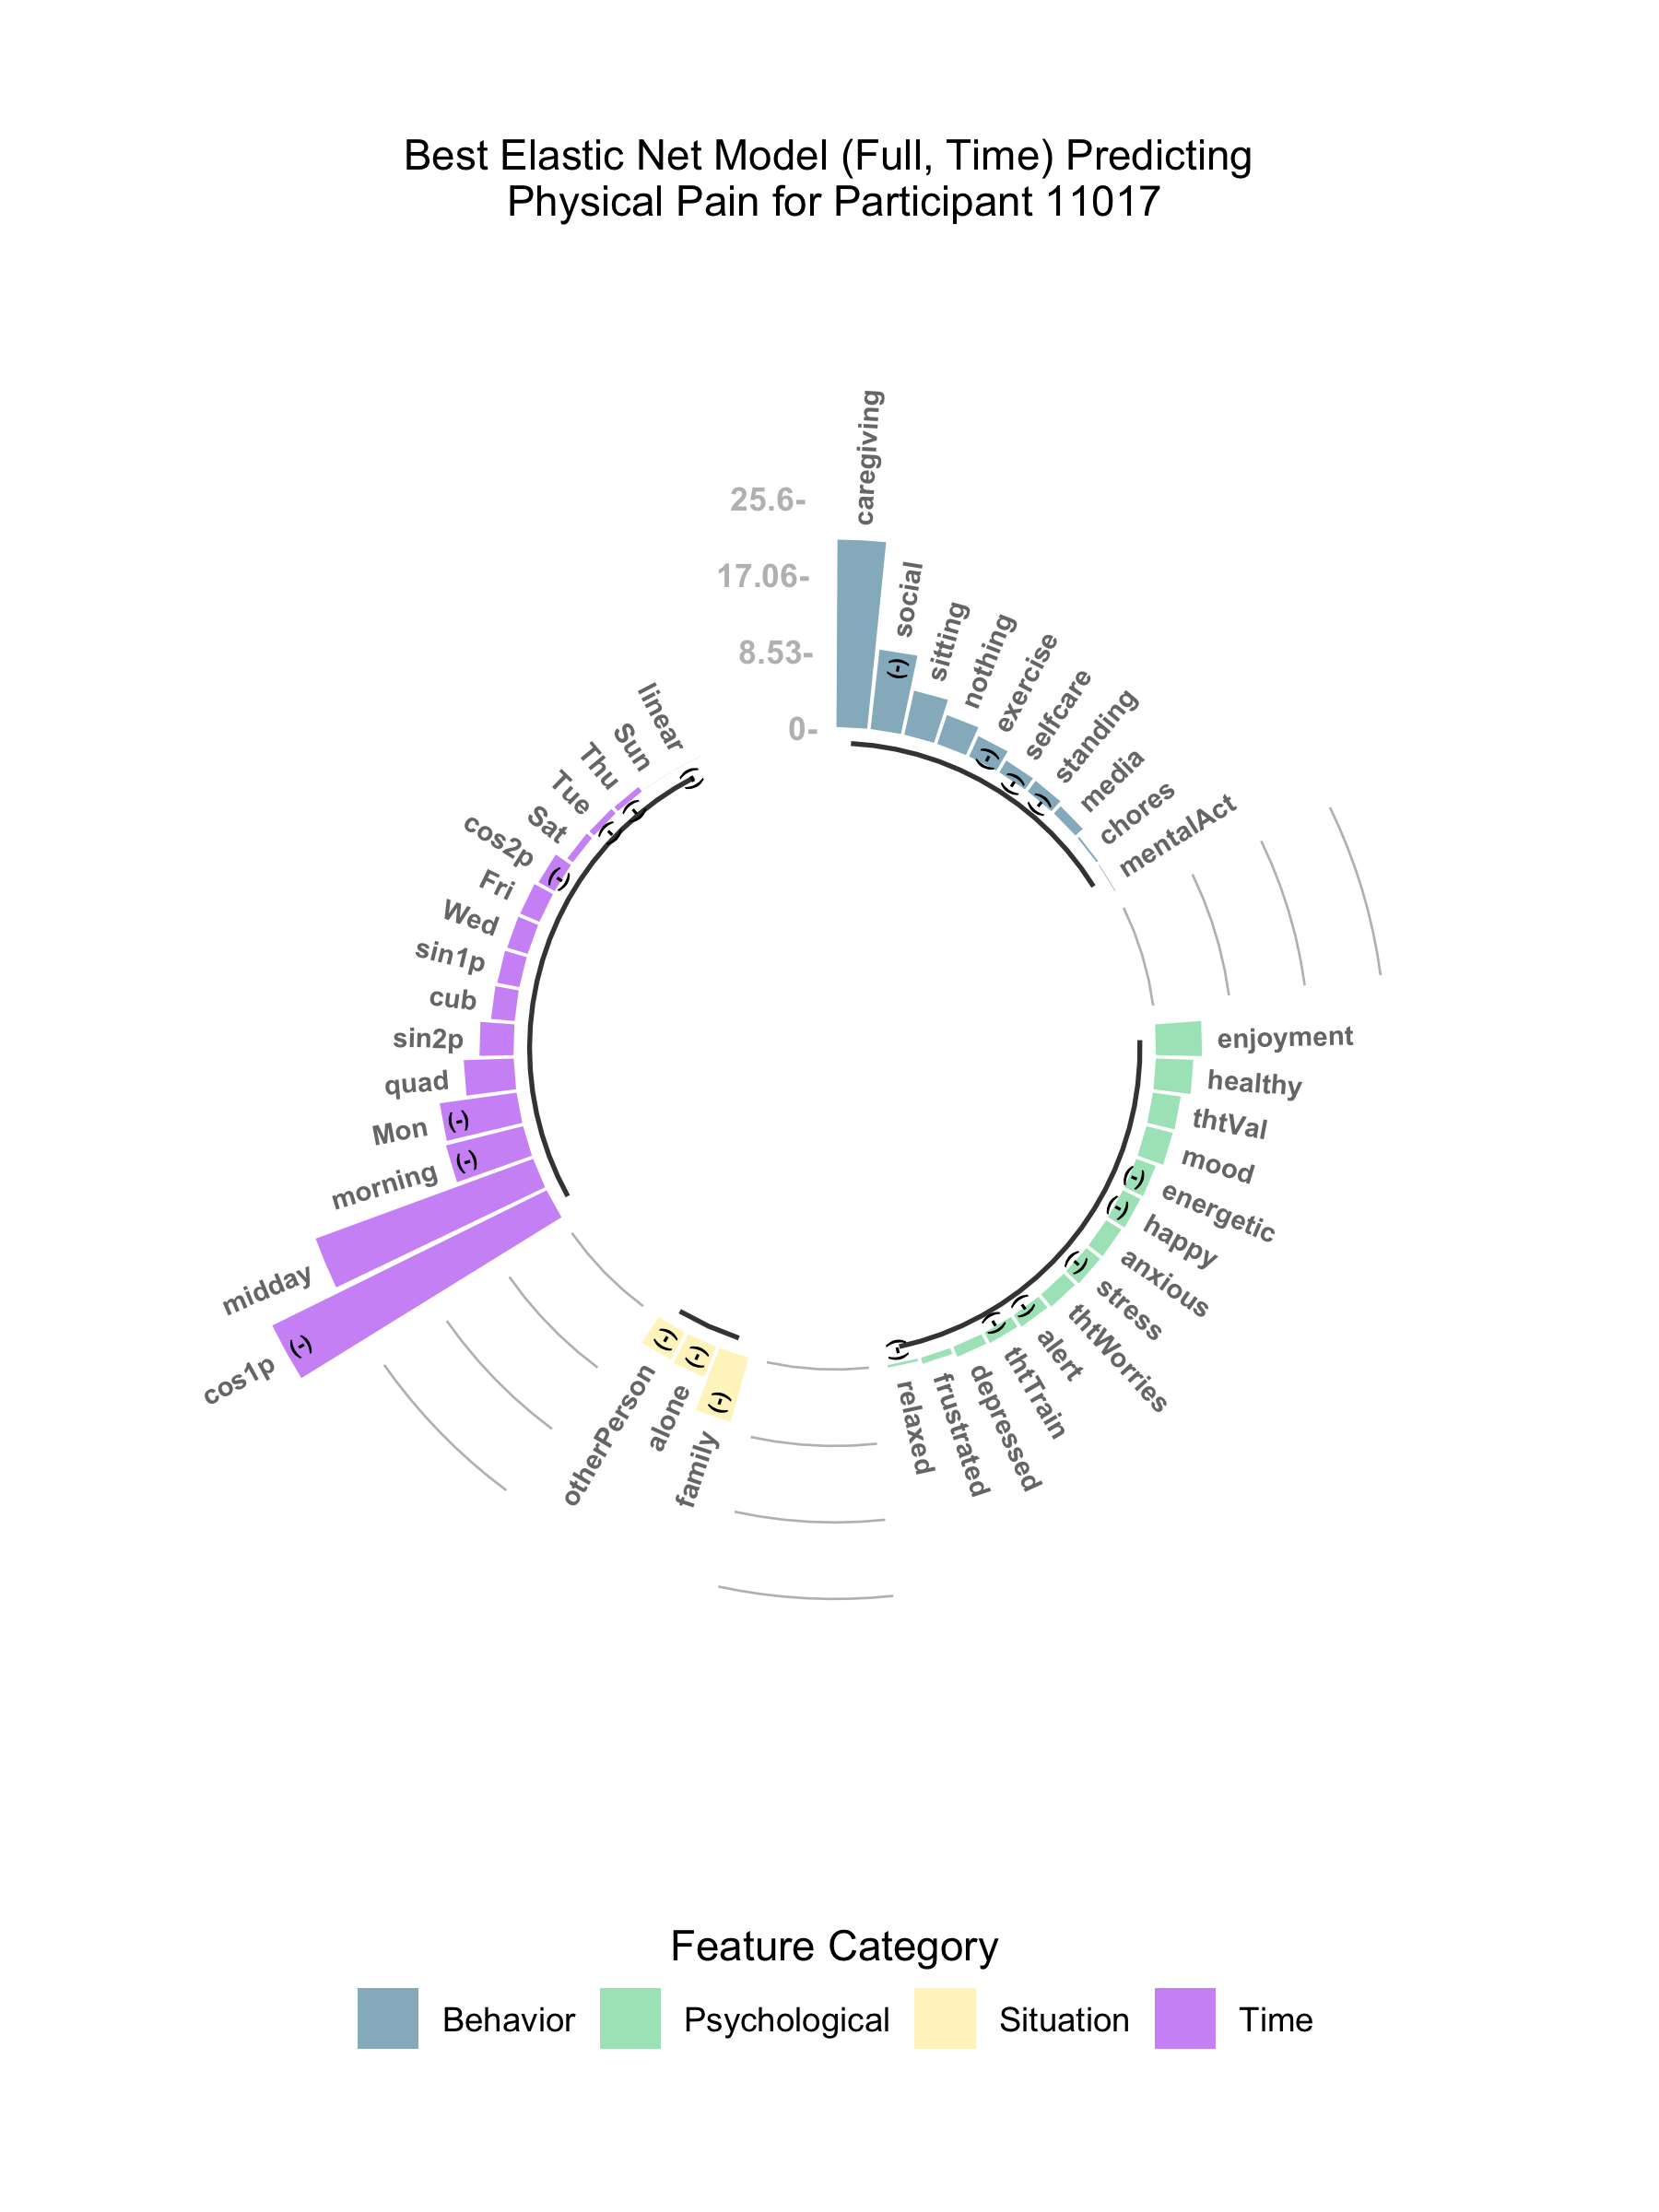 Best Elastic Net Model (Full, Time) Predicting
Physical Pain for Participant 11017
25.6-
17.06-
8.53-
0-
caregiving
social
(-)
sitting
nothing
exercise
(-)
selfcare
(-)
standing
(-)
media
chores
mentalAct
enjoyment
healthy
thtVal
mood
energetic
(-)
happy
(-)
anxious
stress
(-)
thtWorries
alert
(-)
thtTrain
(-)
depressed
frustrated
relaxed
(-)
family
(-)
alone
(-)
otherPerson
(-)
cos1p
(-)
midday
morning
(-)
Mon
(-)
quad
sin2p
cub
sin1p
Wed
Fri
cos2p
(-)
Sat
Tue
(-)
Thu
(-)
Sun
linear
(-)
Feature Category
Behavior
Psychological
Situation
Time